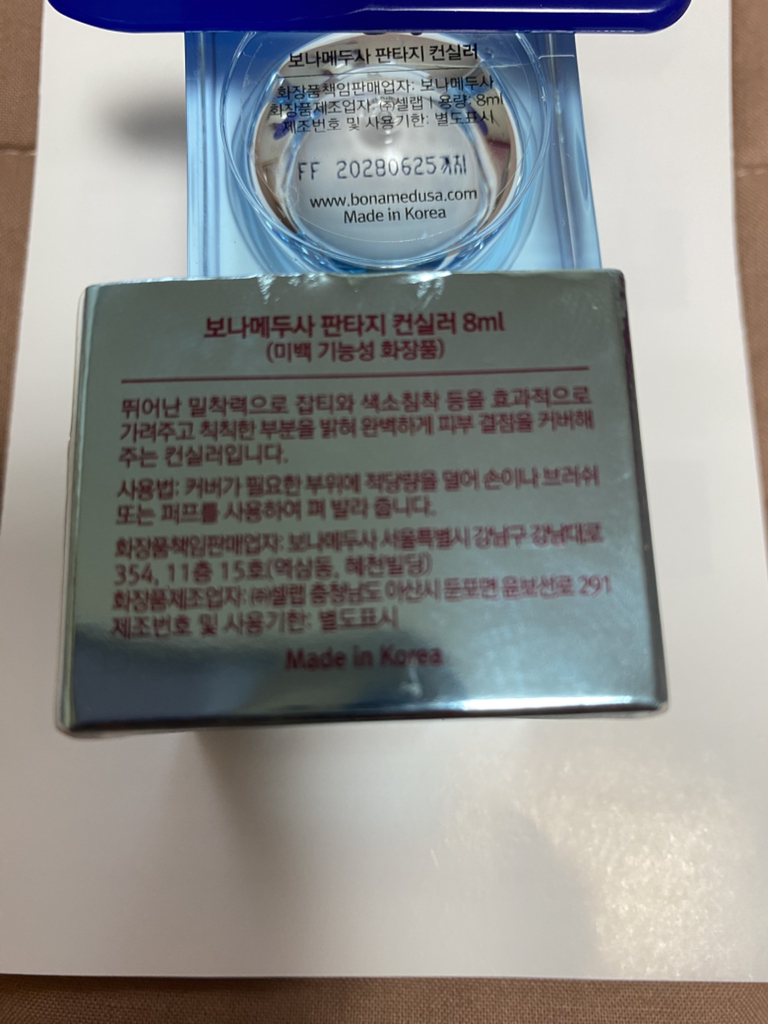 보나메두사 판타지 컨실러
화장품책임판매업자: 보나메두사
화장품제조업자: ㈜셀랩 | 용량: 8ml
제조번호 및 사용기한: 별도표시
FF 20280625까지
www.bonamedusa.com
Made in Korea
보나메두사 판타지 컨실러 8ml
(미백 기능성 화장품)
뛰어난 밀착력으로 잡티와 색소침착 등을 효과적으로
가려주고 칙칙한 부분을 밝혀 완벽하게 피부 결점을 커버해
주는 컨실러입니다.
사용법: 커버가 필요한 부위에 적당량을 덜어 손이나 브러쉬
또는 퍼프를 사용하여 펴 발라 줍니다.
화장품책임판매업자: 보나메두사 서울특별시 강남구 강남대로
354, 11층 15호(역삼동, 혜천빌딩)
화장품제조업자: ㈜셀랩 충청남도 아산시 둔포면 윤보선로 291
제조번호 및 사용기한: 별도표시
Made in Korea